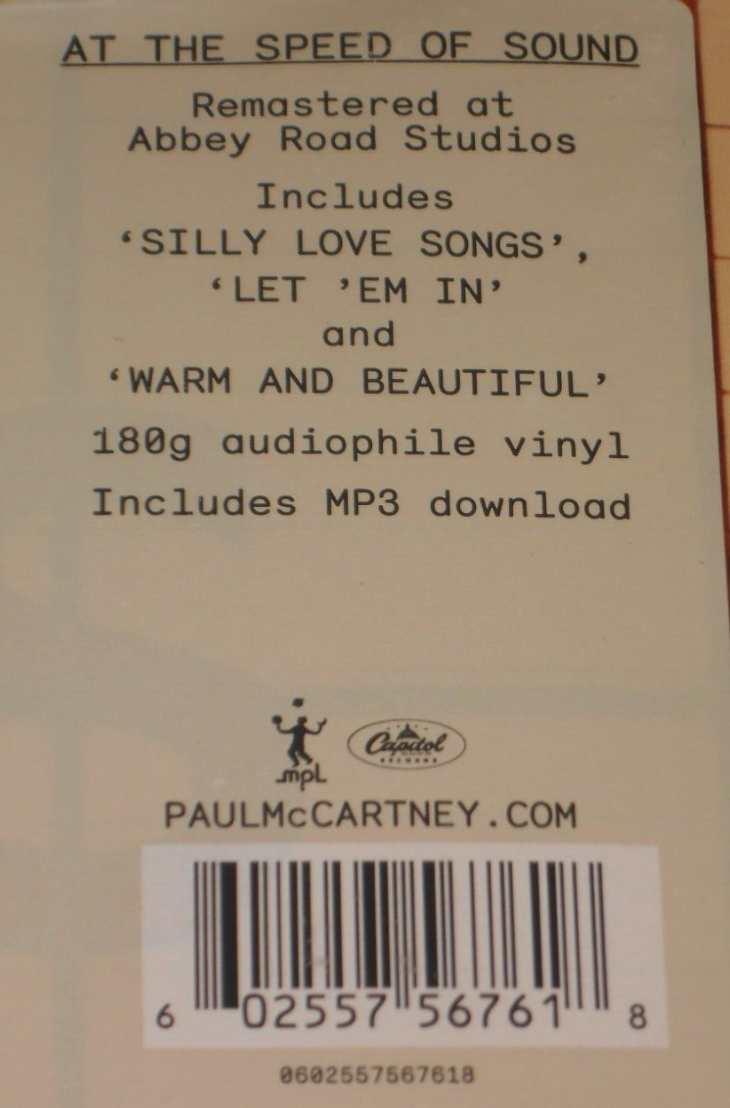 AT THE SPEED OF SOUND
Remastered at
Abbey Road Studios
Includes
‘SILLY LOVE SONGS’,
‘LET ’EM IN’
and
‘WARM AND BEAUTIFUL’
180g audiophile vinyl
Includes MP3 download
mpL
Capitol
RECORDS
PAULMcCARTNEY.COM
6 02557 56761 8
0602557567618